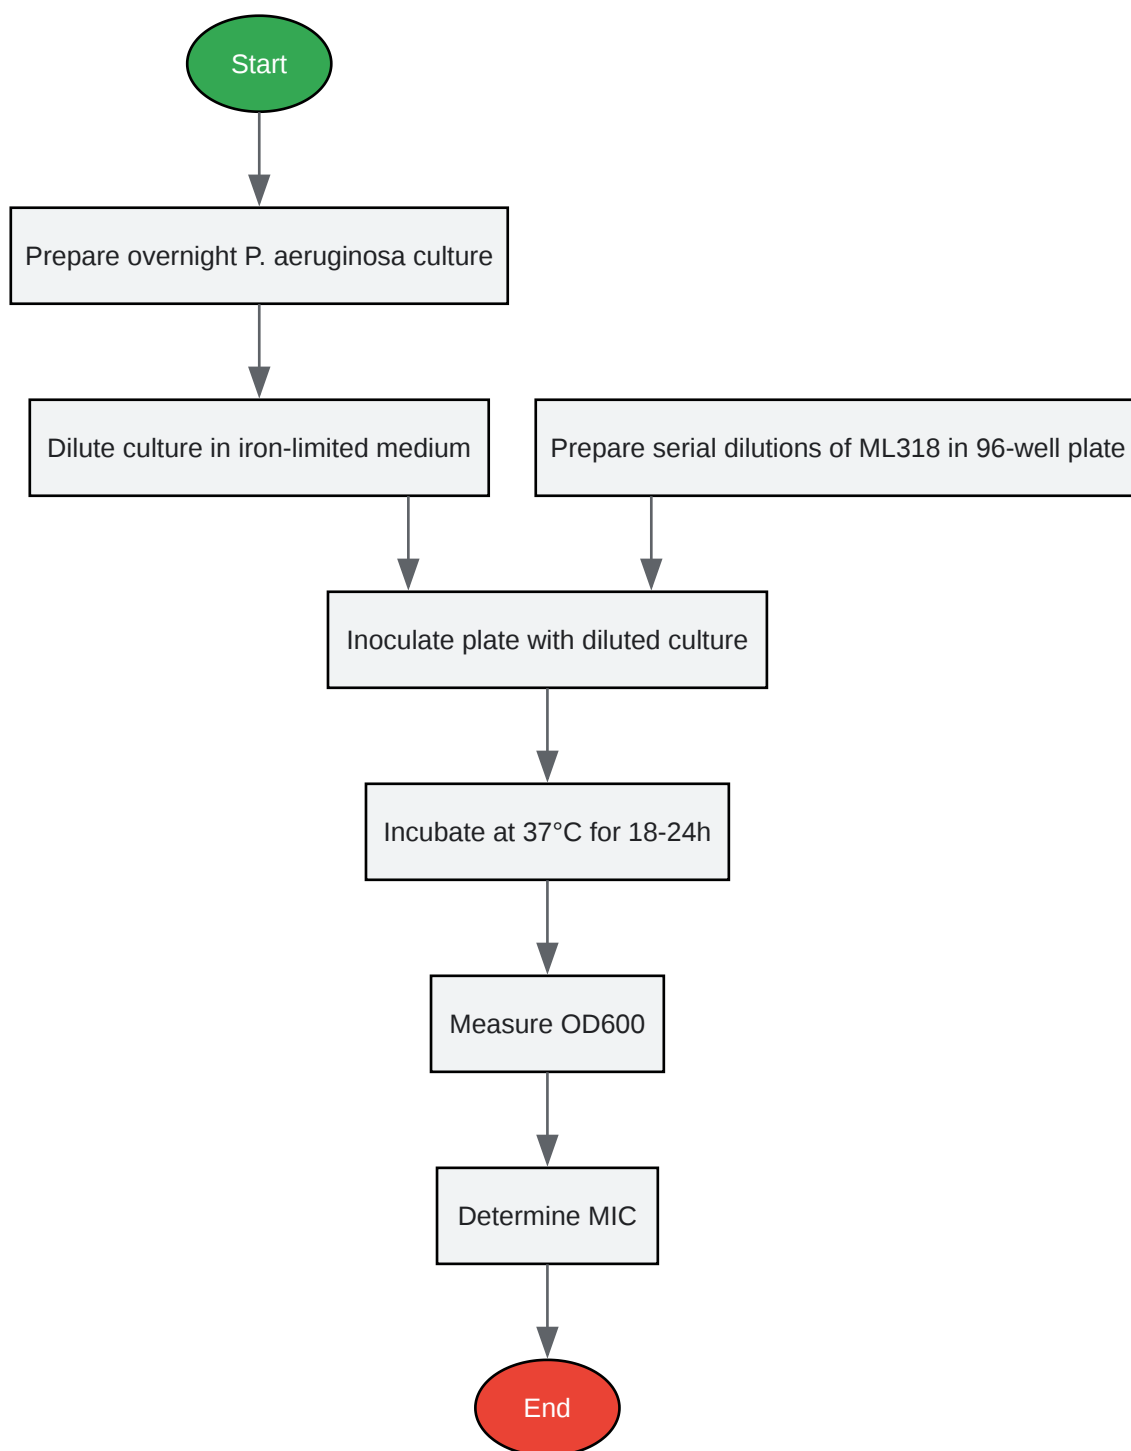 Start
Prepare overnight P. aeruginosa culture
Dilute culture in iron-limited medium
Prepare serial dilutions of ML318 in 96-well plate
Inoculate plate with diluted culture
Incubate at 37°C for 18-24h
Measure OD600
Determine MIC
End